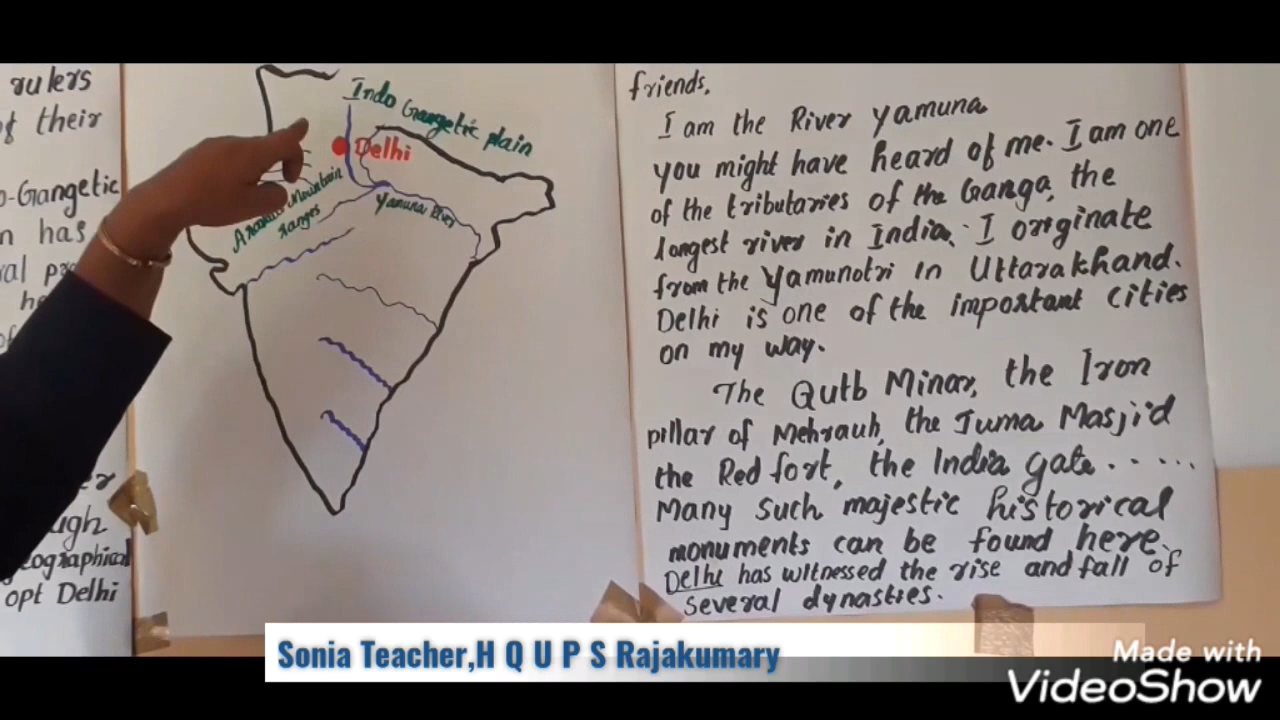 rulers
of their
o-Gangetic
n has
ugh
eographical
opt Delhi
Indo Gangetic plain
Delhi
Mountain
ranges
Yamuna River
friends,
I am the River Yamuna
you might have heard of me. I am one
of the tributaries of the Ganga, the
longest river in India. I originate
from the Yamunotri in Uttarakhand.
Delhi is one of the important cities
on my way.
The Qutb Minar, the Iron
pillar of Mehrauh, the Juma Masjid
the Red fort, the India gate......
Many such majestic historical
monuments can be found here.
Delhi has witnessed the rise and fall of
several dynasties.
Sonia Teacher,H Q U P S Rajakumary
Made with
VideoShow